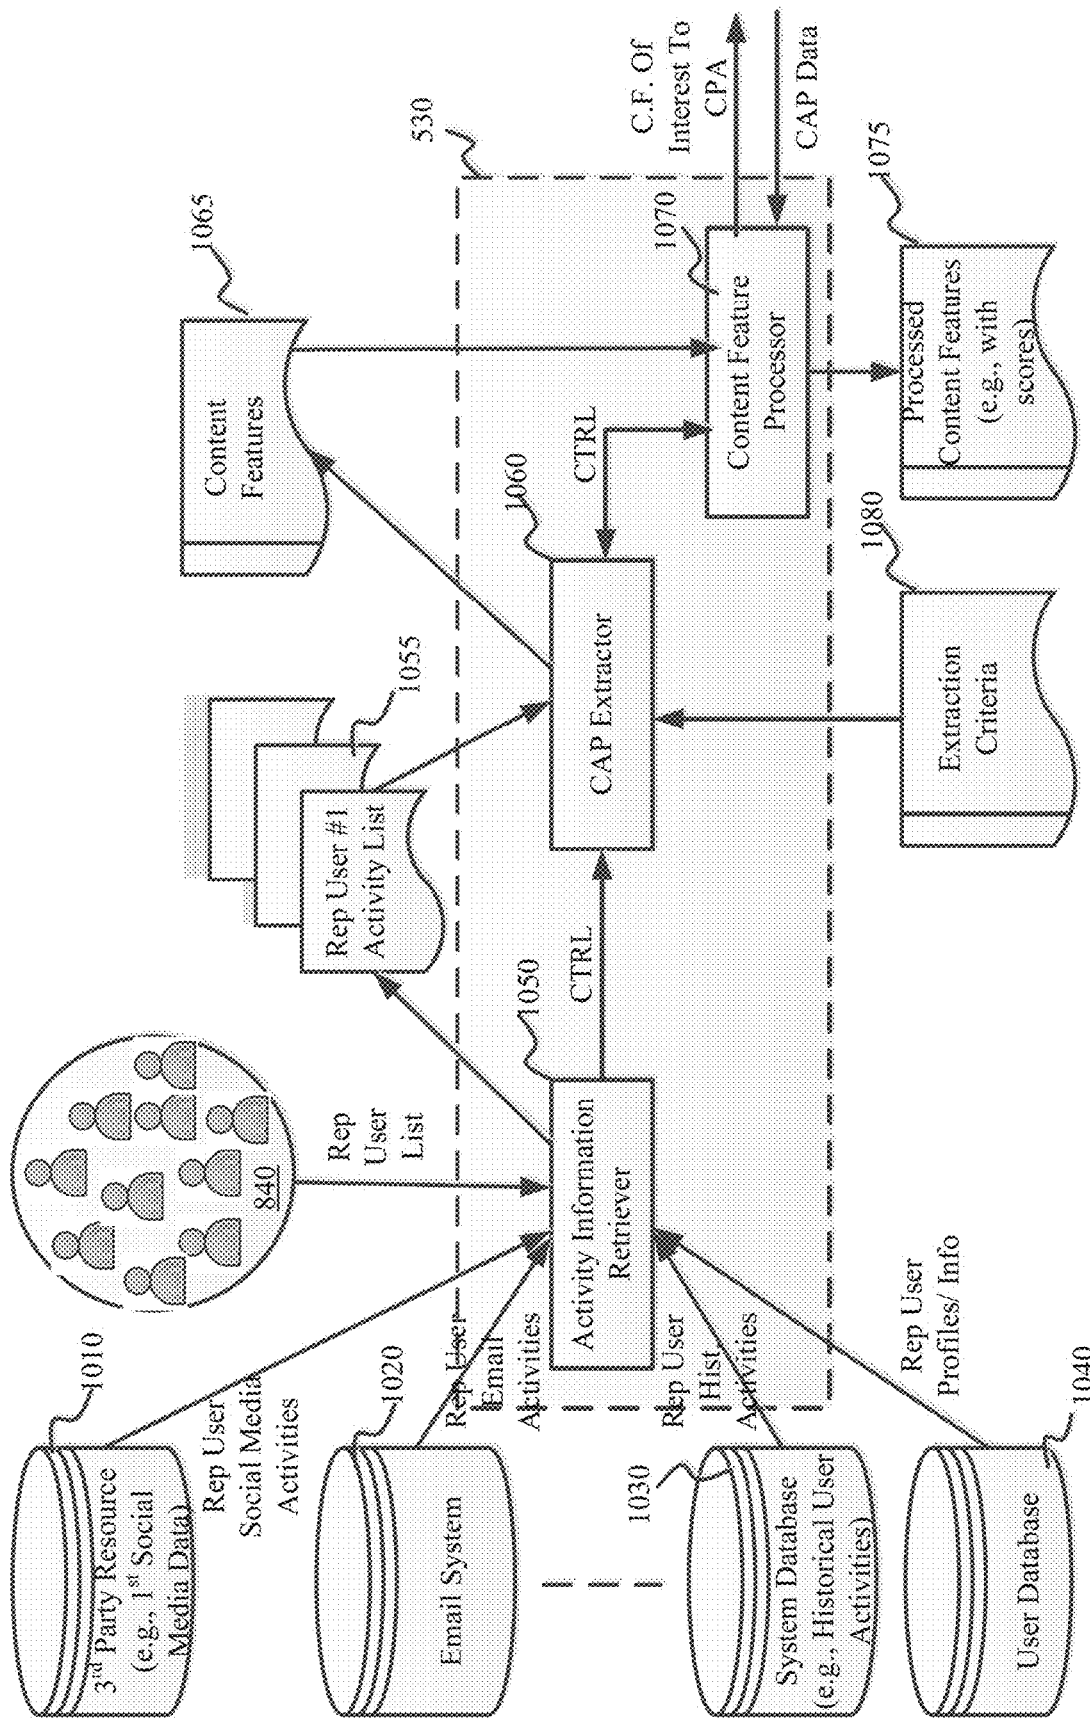 3rd Party Resource
(e.g., 1st Social
Media Data)
1010
Rep User
Social Media
Activities
Email System
1020
Rep User
Email
Activities
System Database
(e.g., Historical User
Activities)
1030
Rep User
Hist.
Activities
User Database
1040
Rep User
Profiles/ Info
840
Rep
User
List
Activity Information
Retriever
1050
CTRL
Rep User #1
Activity List
1055
CAP Extractor
1060
CTRL
Extraction
Criteria
1080
Content
Features
1065
Content Feature
Processor
1070
530
Processed
Content Features
(e.g., with
scores)
1075
C.F. Of
Interest To
CPA
CAP Data